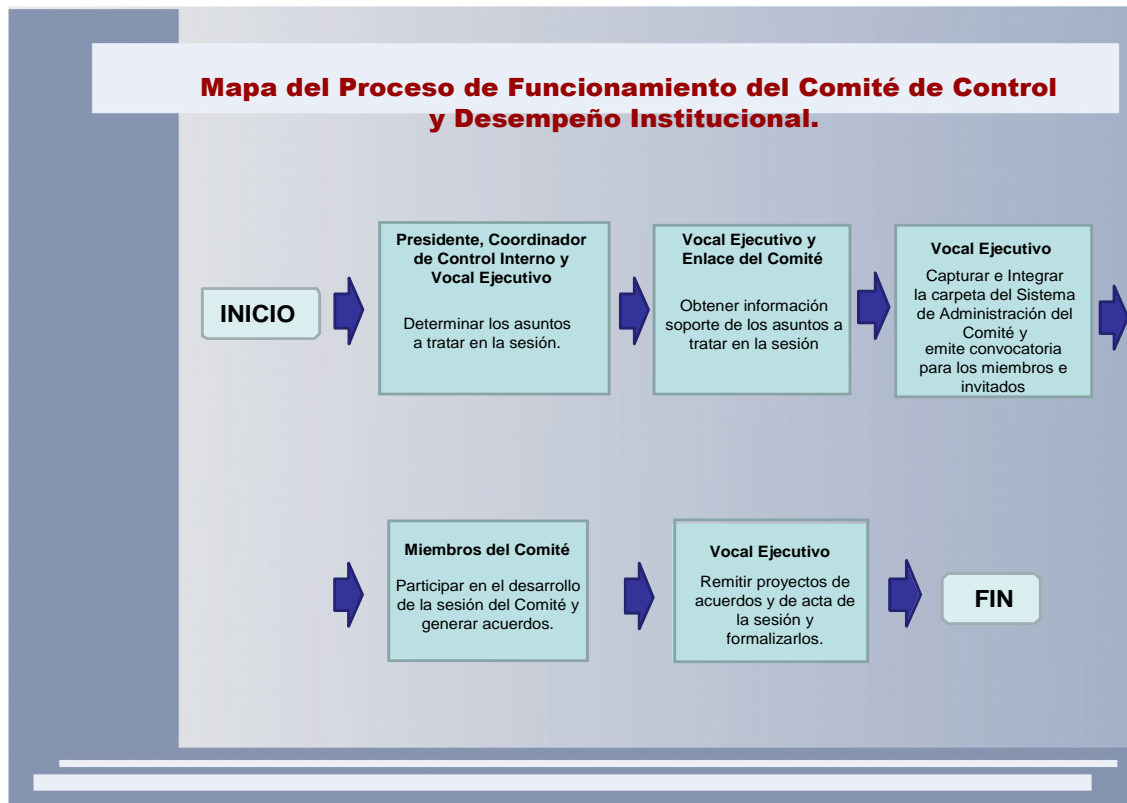 Mapa del Proceso de Funcionamiento del Comité de Control
y Desempeño Institucional.
INICIO
Presidente, Coordinador
de Control Interno y
Vocal Ejecutivo
Determinar los asuntos
a tratar en la sesión.
Vocal Ejecutivo y
Enlace del Comité
Obtener información
soporte de los asuntos a
tratar en la sesión
Vocal Ejecutivo
Capturar e Integrar
la carpeta del Sistema
de Administración del
Comité y
emite convocatoria
para los miembros e
invitados
Miembros del Comité
Participar en el desarrollo
de la sesión del Comité y
generar acuerdos.
Vocal Ejecutivo
Remitir proyectos de
acuerdos y de acta de
la sesión y
formalizarlos.
FIN